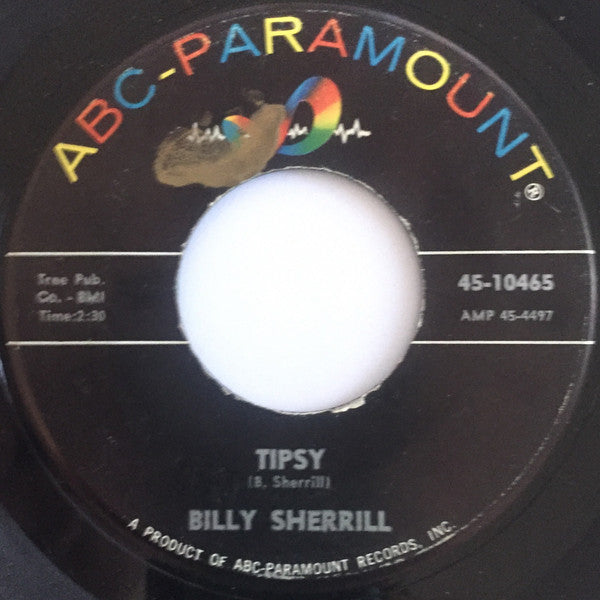 ABC-PARAMOUNT®
Tree Pub.
Co. - BMI
Time:2:30
45-10465
AMP 45-4497
TIPSY
(B. Sherrill)
BILLY SHERRILL
A PRODUCT OF ABC-PARAMOUNT RECORDS, INC.